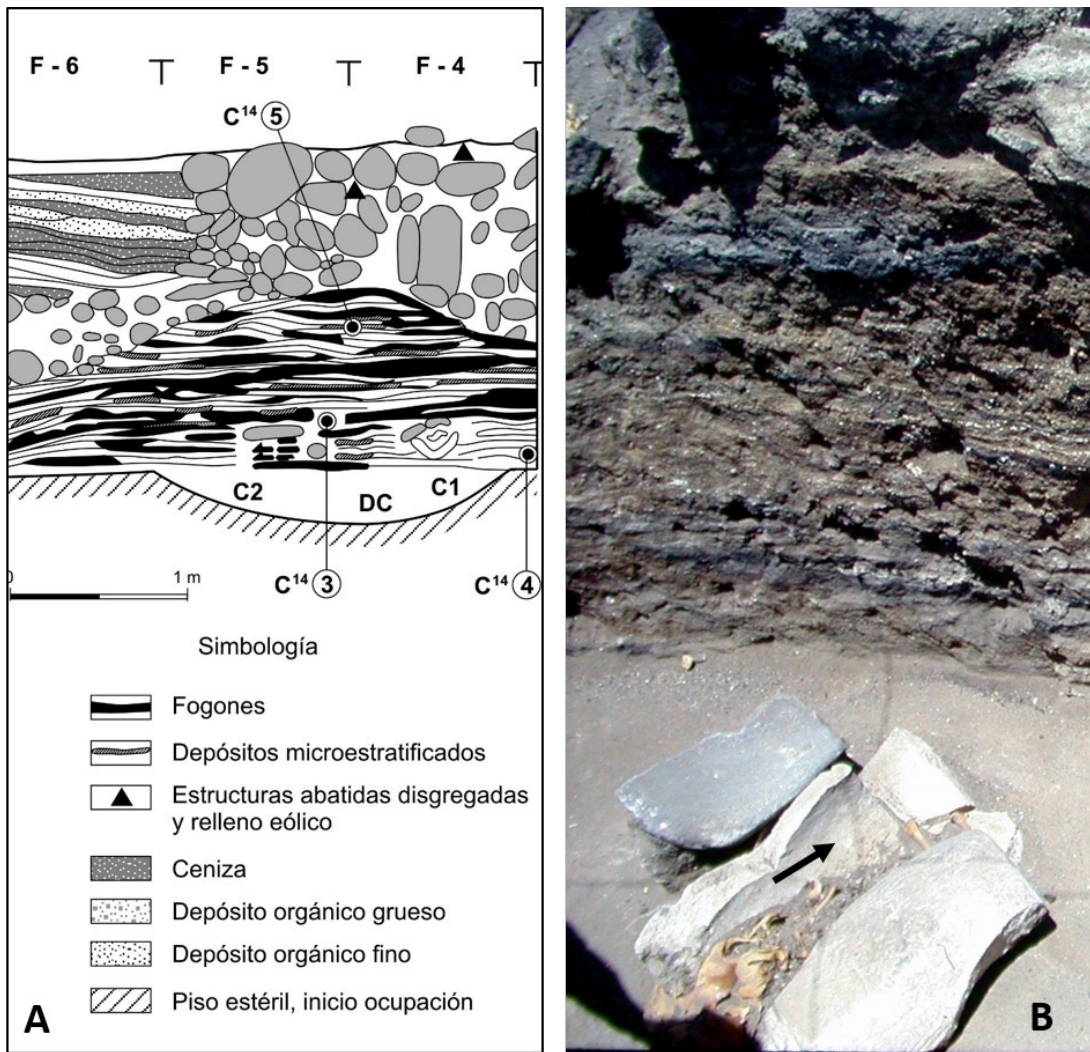 F - 6 F - 5 F - 4
C¹⁴ 5
C2 DC C1
0 1 m
C¹⁴ 3 C¹⁴ 4
Simbología
Fogones
Depósitos microestratificados
Estructuras abatidas disgregadas
y relleno eólico
Ceniza
Depósito orgánico grueso
Depósito orgánico fino
Piso estéril, inicio ocupación
A
B